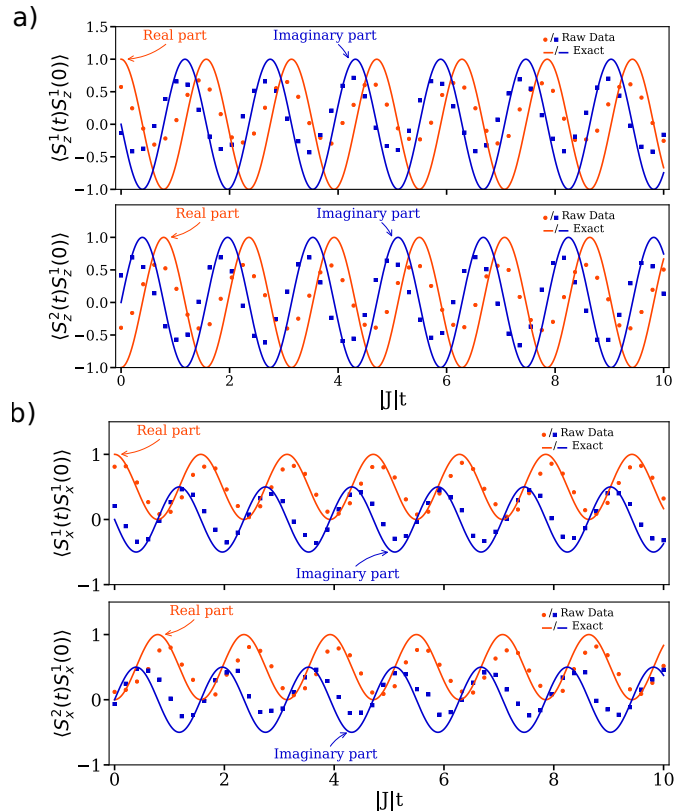 a)
Real part
Imaginary part
●/■ Raw Data
—/— Exact
⟨S_z^1(t)S_z^1(0)⟩
1.5
1.0
0.5
0.0
−0.5
−1.0
Real part
Imaginary part
●/■ Raw Data
—/— Exact
⟨S_z^2(t)S_z^1(0)⟩
1.0
0.5
0.0
−0.5
−1.0
0 2 4 6 8 10
|J|t
b)
Real part
Imaginary part
●/■ Raw Data
—/— Exact
⟨S_x^1(t)S_x^1(0)⟩
1
0
−1
Real part
Imaginary part
●/■ Raw Data
—/— Exact
⟨S_x^2(t)S_x^1(0)⟩
1
0
−1
0 2 4 6 8 10
|J|t